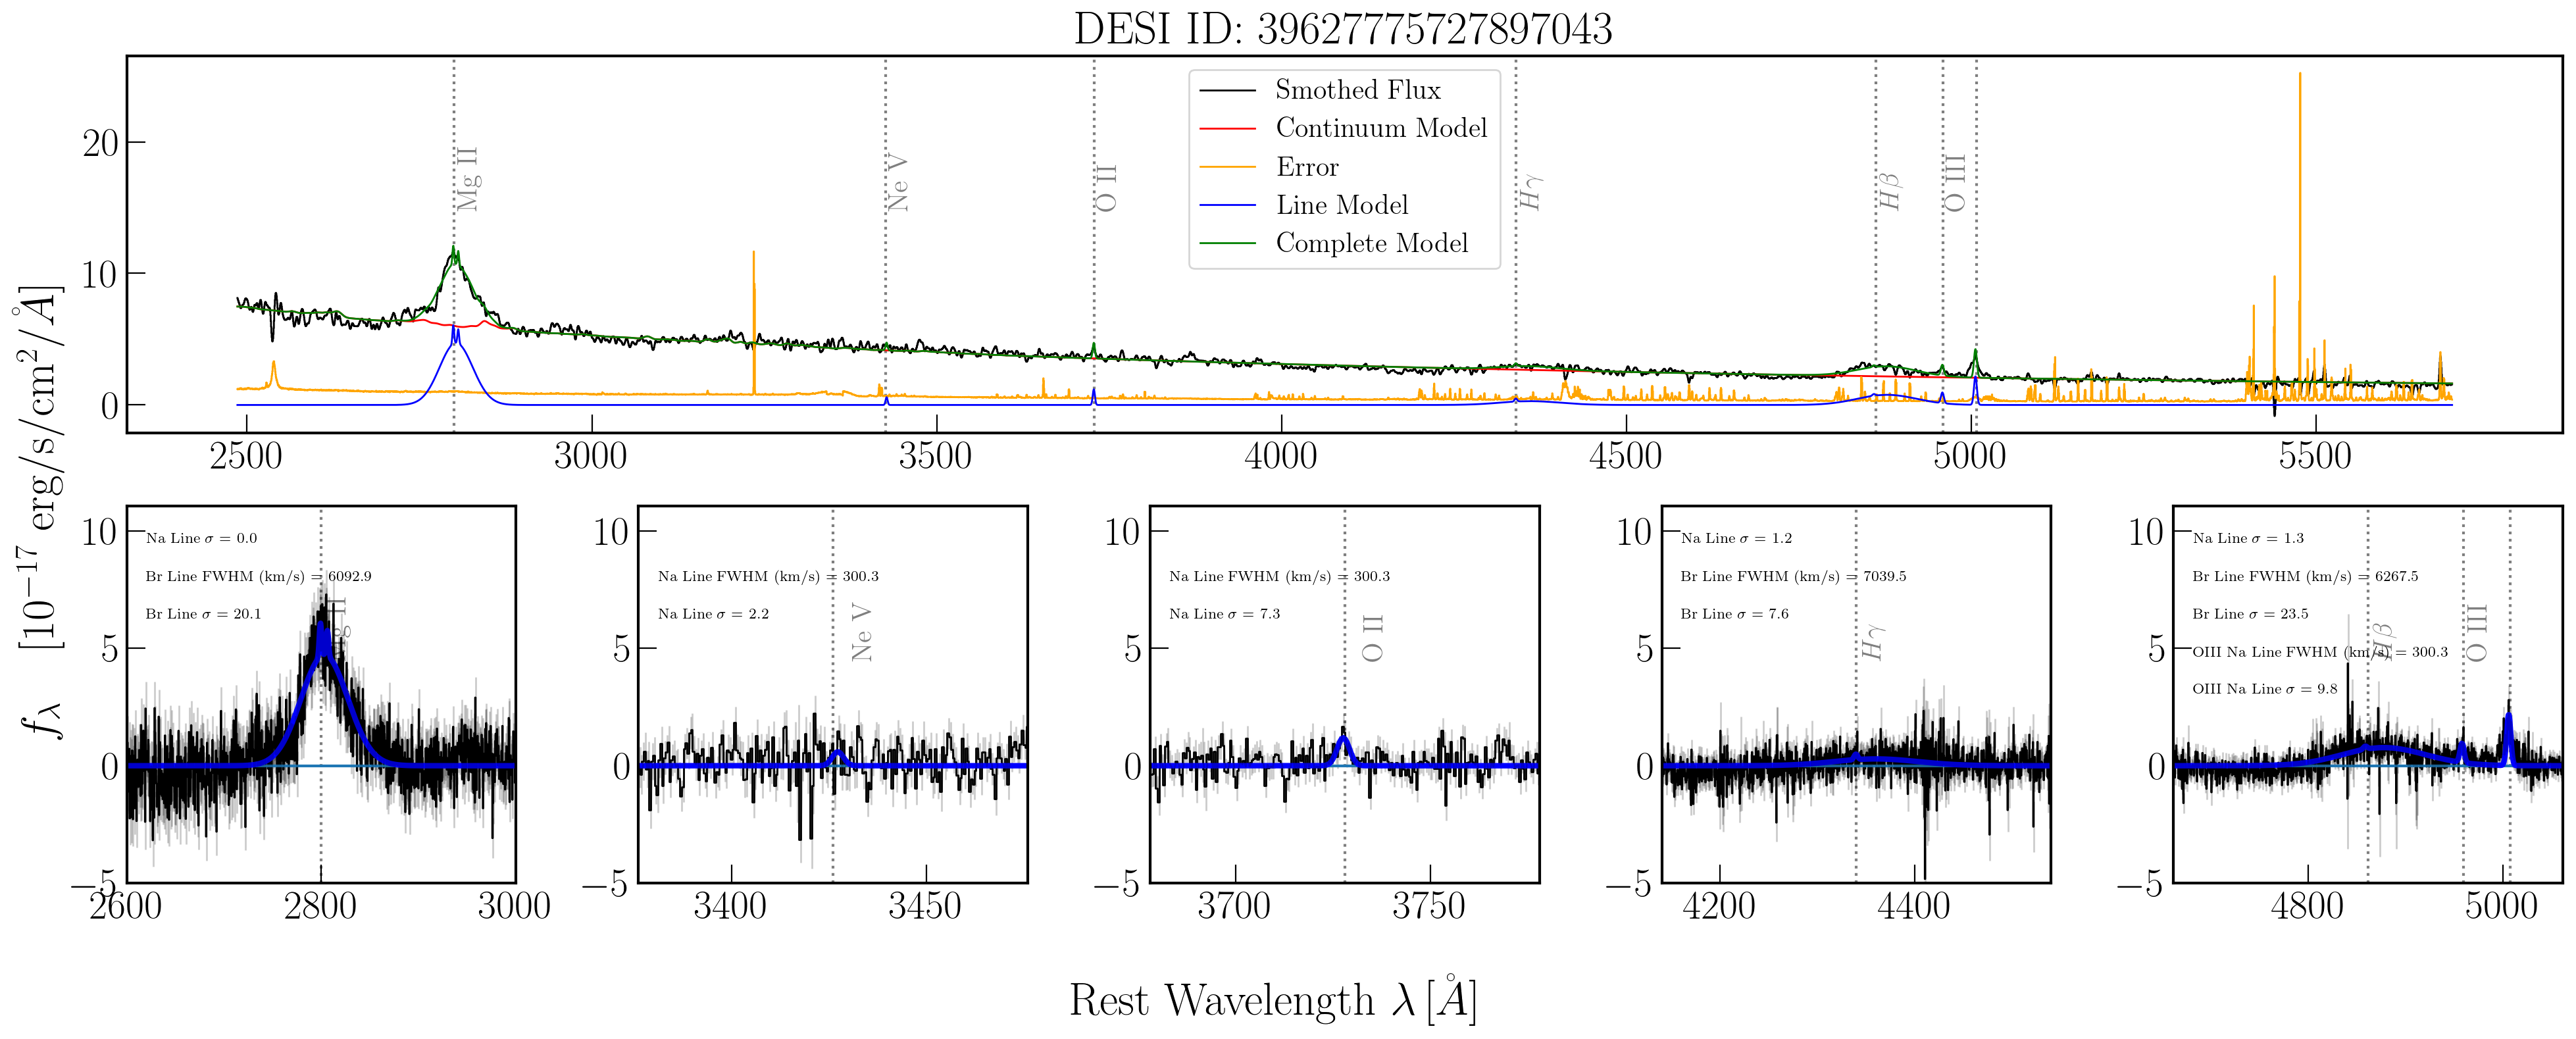 DESI ID: 39627775727897043
Smothed Flux
Continuum Model
Error
Line Model
Complete Model
Mg II
Ne V
O II
Hγ
Hβ
O III
20
10
0
2500 3000 3500 4000 4500 5000 5500
f_λ [10^−17 erg/s/cm^2/Å]
10
5
0
−5
Na Line σ = 0.0
Br Line FWHM (km/s) = 6092.9
Br Line σ = 20.1
Mg II
2600 2800 3000
10
5
0
−5
Na Line FWHM (km/s) = 300.3
Na Line σ = 2.2
Ne V
3400 3450
10
5
0
−5
Na Line FWHM (km/s) = 300.3
Na Line σ = 7.3
O II
3700 3750
10
5
0
−5
Na Line σ = 1.2
Br Line FWHM (km/s) = 7039.5
Br Line σ = 7.6
Hγ
4200 4400
10
5
0
−5
Na Line σ = 1.3
Br Line FWHM (km/s) = 6267.5
Br Line σ = 23.5
OIII Na Line FWHM (km/s) = 300.3
OIII Na Line σ = 9.8
Hβ
O III
4800 5000
Rest Wavelength λ [Å]